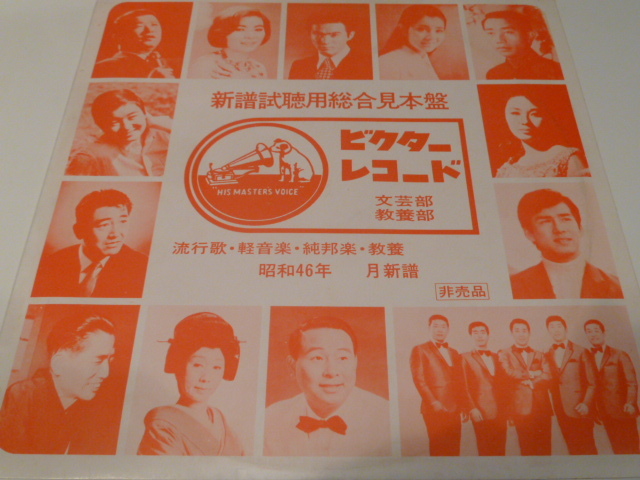 新譜試聴用総合見本盤
"HIS MASTER'S VOICE"
ビクター
レコード
文芸部
教養部
流行歌・軽音楽・純邦楽・教養
昭和46年 月新譜
非売品